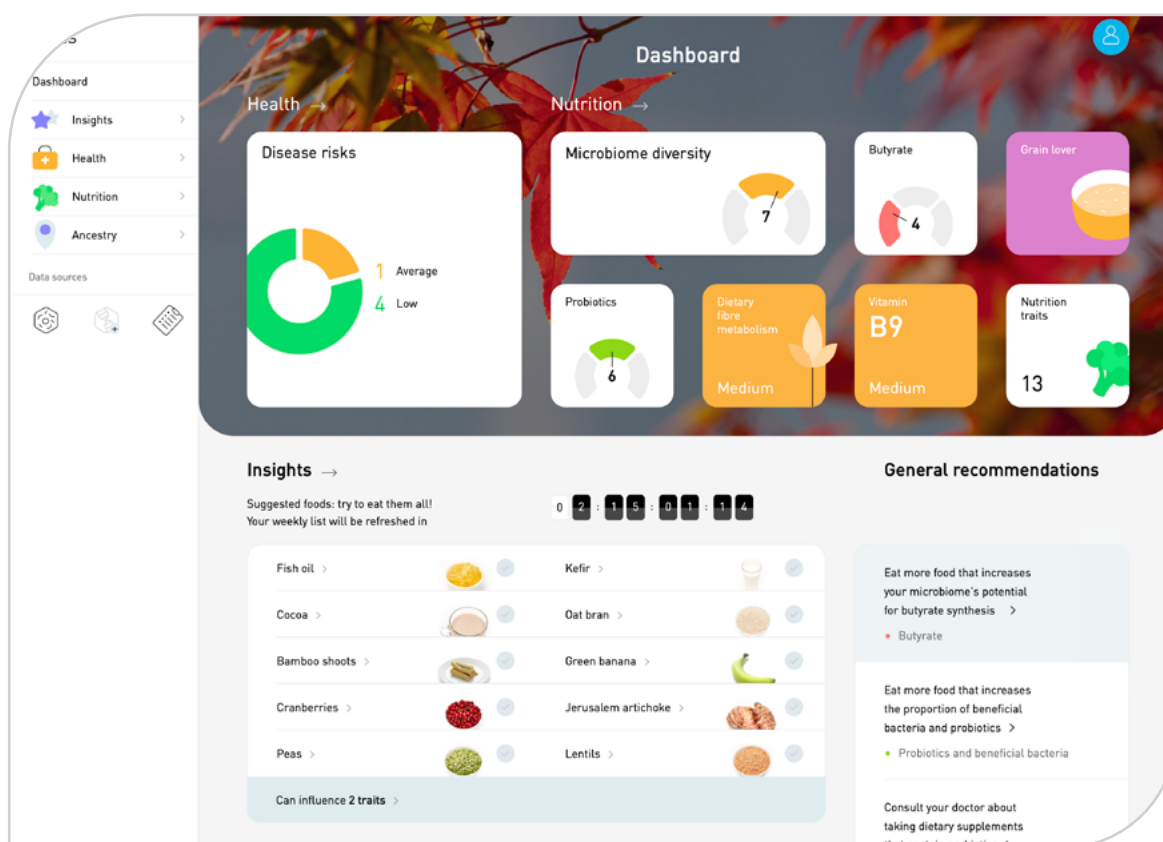 Dashboard
Insights
Health
Nutrition
Ancestry
Data sources
Dashboard
Health →
Nutrition →
Disease risks
1 Average
4 Low
Microbiome diversity
7
Butyrate
4
Grain lover
Probiotics
6
Dietary
fibre
metabolism
Medium
Vitamin
B9
Medium
Nutrition
traits
13
Insights →
Suggested foods: try to eat them all!
Your weekly list will be refreshed in
0 2 : 1 5 : 0 1 : 1 4
Fish oil >
Kefir >
Cocoa >
Oat bran >
Bamboo shoots >
Green banana >
Cranberries >
Jerusalem artichoke >
Peas >
Lentils >
Can influence 2 traits >
General recommendations
Eat more food that increases
your microbiome's potential
for butyrate synthesis >
• Butyrate
Eat more food that increases
the proportion of beneficial
bacteria and probiotics >
• Probiotics and beneficial bacteria
Consult your doctor about
taking dietary supplements